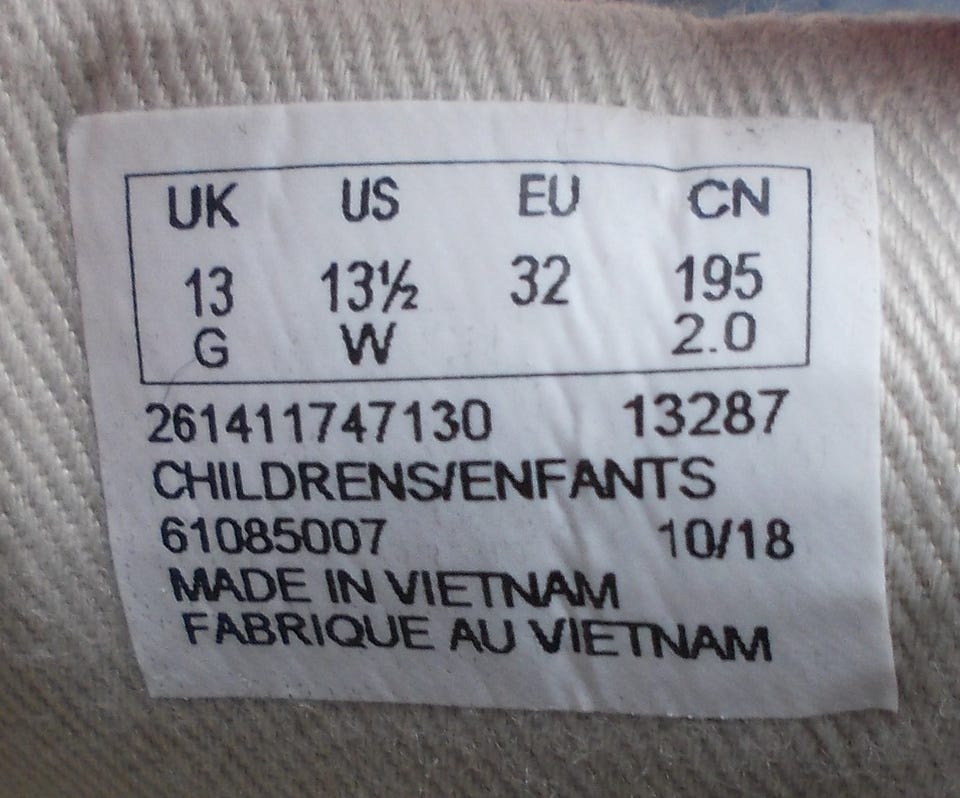 UK US EU CN
13 13½ 32 195
G W 2.0
261411747130 13287
CHILDRENS/ENFANTS
61085007 10/18
MADE IN VIETNAM
FABRIQUE AU VIETNAM